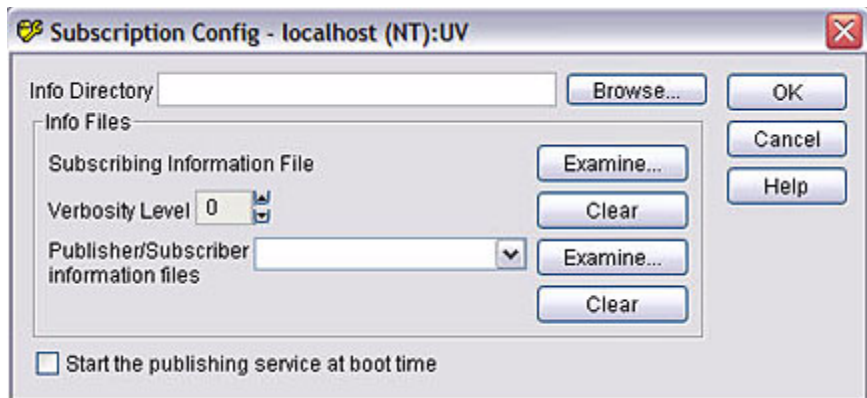 Subscription Config - localhost (NT):UV
Info Directory Browse... OK
Info Files
Cancel
Subscribing Information File Examine...
Help
Verbosity Level 0 Clear
Publisher/Subscriber
information files
Examine...
Clear
Start the publishing service at boot time